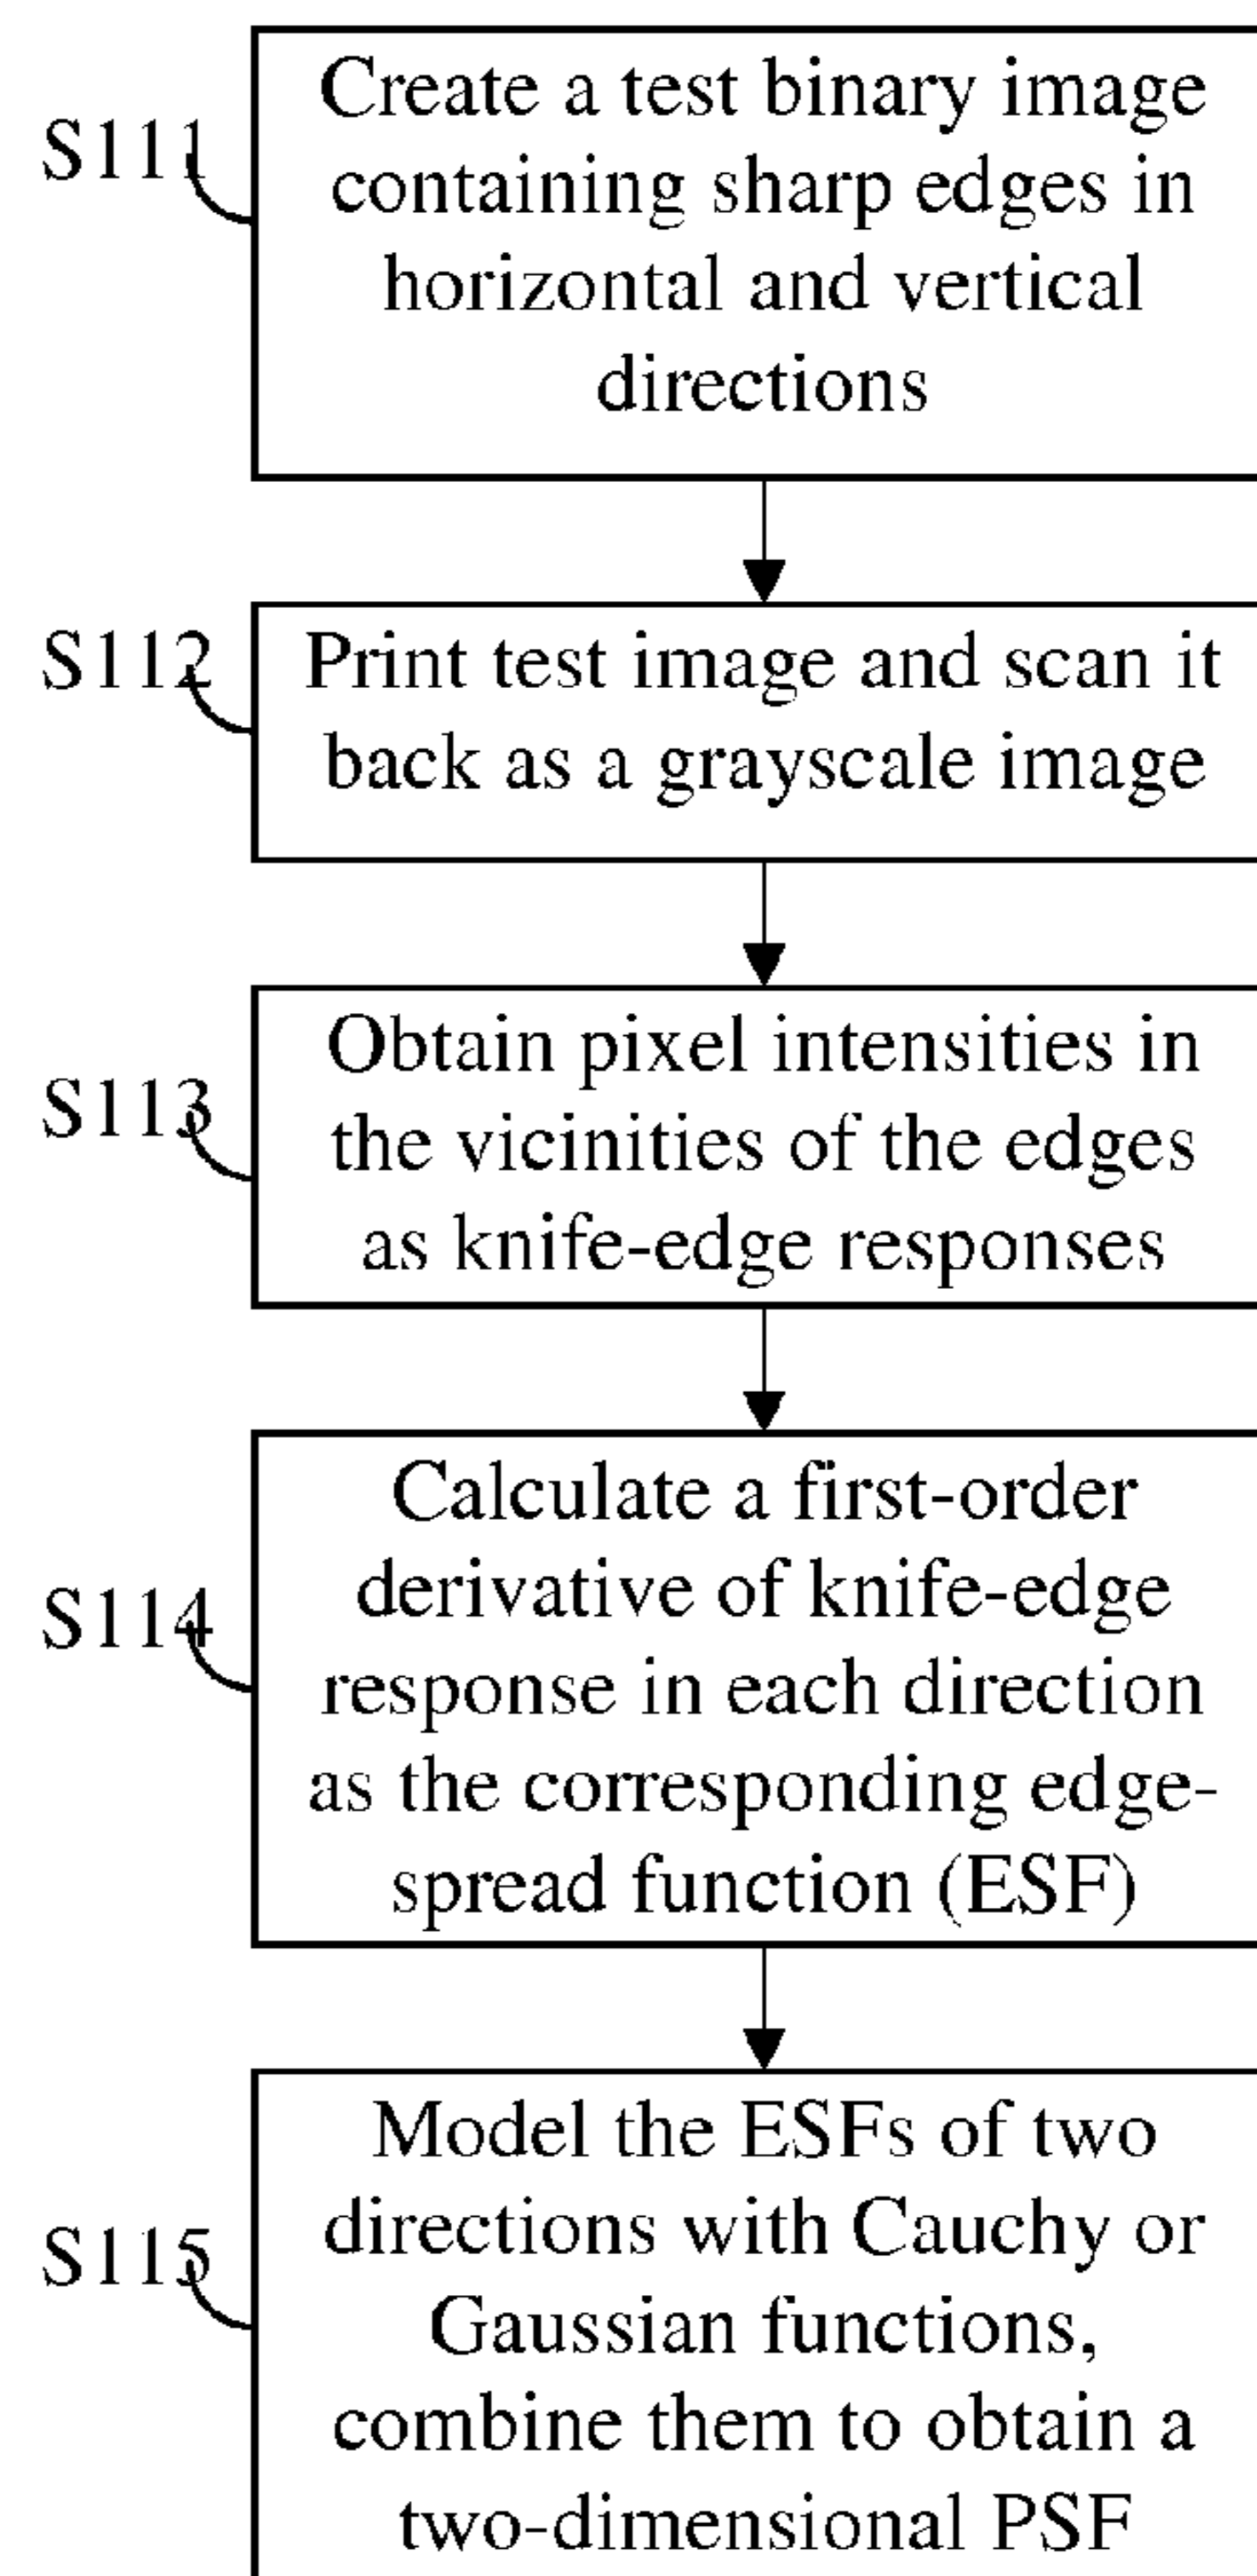 S111
Create a test binary image
containing sharp edges in
horizontal and vertical
directions
S112
Print test image and scan it
back as a grayscale image
S113
Obtain pixel intensities in
the vicinities of the edges
as knife-edge responses
S114
Calculate a first-order
derivative of knife-edge
response in each direction
as the corresponding edge-
spread function (ESF)
S115
Model the ESFs of two
directions with Cauchy or
Gaussian functions,
combine them to obtain a
two-dimensional PSF